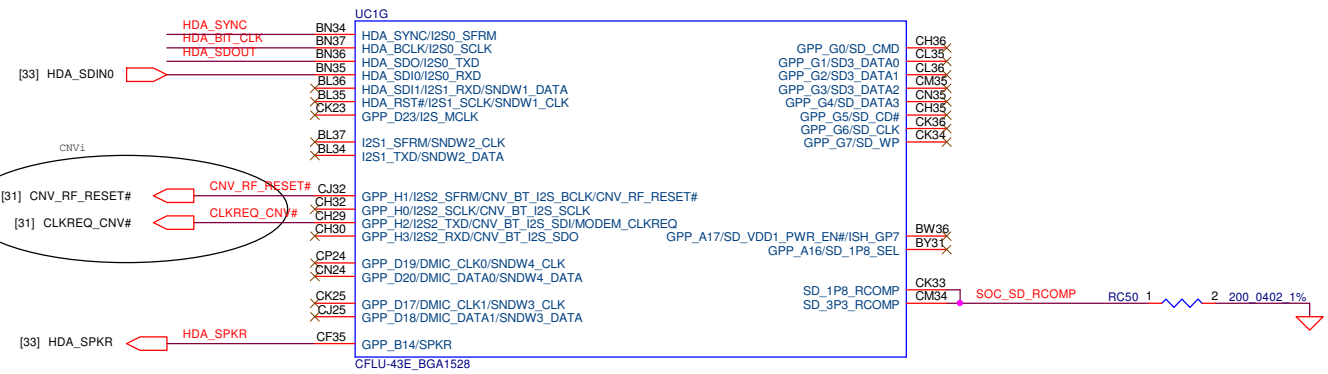 UC1G
HDA_SYNC BN34 HDA_SYNC/I2S0_SFRM
HDA_BIT_CLK BN37 HDA_BCLK/I2S0_SCLK GPP_G0/SD_CMD CH36
HDA_SDOUT BN36 HDA_SDO/I2S0_TXD GPP_G1/SD3_DATA0 CL35
[33] HDA_SDIN0 BN35 HDA_SDI0/I2S0_RXD GPP_G2/SD3_DATA1 CL36
BL36 HDA_SDI1/I2S1_RXD/SNDW1_DATA GPP_G3/SD3_DATA2 CM35
BL35 HDA_RST#/I2S1_SCLK/SNDW1_CLK GPP_G4/SD_DATA3 CN35
CK23 GPP_D23/I2S_MCLK GPP_G5/SD_CD# CH35
GPP_G6/SD_CLK CK36
BL37 I2S1_SFRM/SNDW2_CLK GPP_G7/SD_WP CK34
CNVi
BL34 I2S1_TXD/SNDW2_DATA
[31] CNV_RF_RESET# CNV_RF_RESET# CJ32 GPP_H1/I2S2_SFRM/CNV_BT_I2S_BCLK/CNV_RF_RESET#
CH32 GPP_H0/I2S2_SCLK/CNV_BT_I2S_SCLK
[31] CLKREQ_CNV# CLKREQ_CNV# CH29 GPP_H2/I2S2_TXD/CNV_BT_I2S_SDI/MODEM_CLKREQ
CH30 GPP_H3/I2S2_RXD/CNV_BT_I2S_SDO GPP_A17/SD_VDD1_PWR_EN#/ISH_GP7 BW36
GPP_A16/SD_1P8_SEL BY31
CP24 GPP_D19/DMIC_CLK0/SNDW4_CLK
CN24 GPP_D20/DMIC_DATA0/SNDW4_DATA
SD_1P8_RCOMP CK33
CK25 GPP_D17/DMIC_CLK1/SNDW3_CLK SD_3P3_RCOMP CM34 SOC_SD_RCOMP RC50 1 2 200_0402_1%
CJ25 GPP_D18/DMIC_DATA1/SNDW3_DATA
[33] HDA_SPKR HDA_SPKR CF35 GPP_B14/SPKR
CFLU-43E_BGA1528